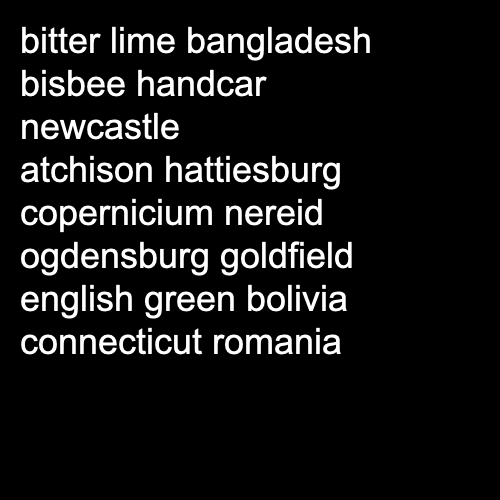 bitter lime bangladesh
bisbee handcar
newcastle
atchison hattiesburg
copernicium nereid
ogdensburg goldfield
english green bolivia
connecticut romania